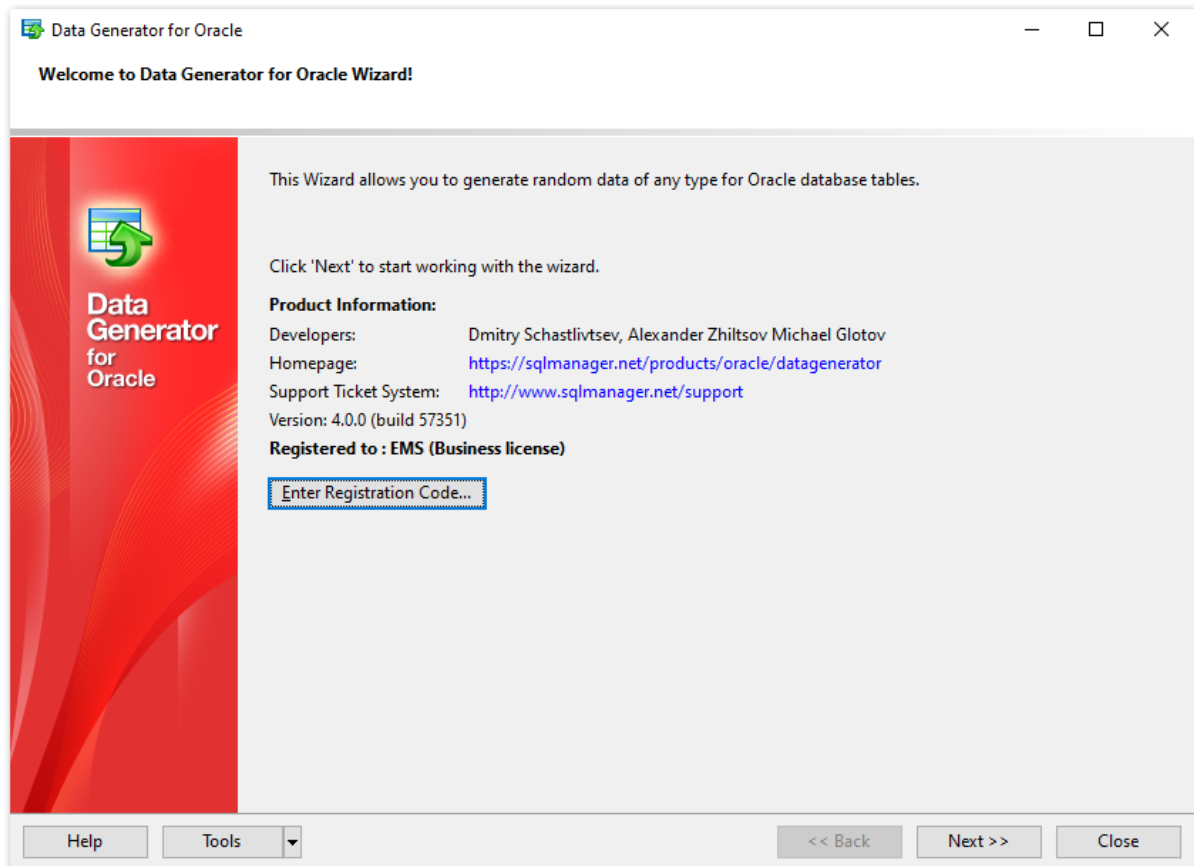 Data Generator for Oracle
Welcome to Data Generator for Oracle Wizard!
Data
Generator
for
Oracle
This Wizard allows you to generate random data of any type for Oracle database tables.
Click 'Next' to start working with the wizard.
Product Information:
Developers: Dmitry Schastlivtsev, Alexander Zhiltsov Michael Glotov
Homepage: https://sqlmanager.net/products/oracle/datagenerator
Support Ticket System: http://www.sqlmanager.net/support
Version: 4.0.0 (build 57351)
Registered to : EMS (Business license)
Enter Registration Code...
Help Tools << Back Next >> Close